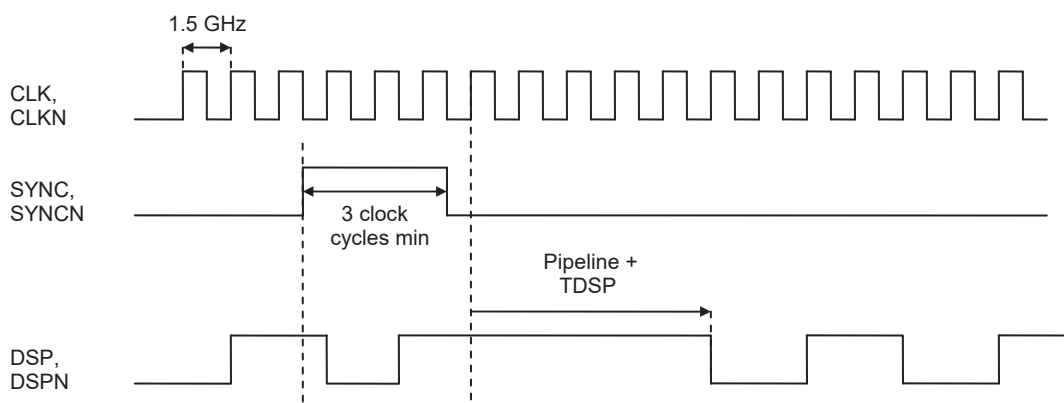 1.5 GHz
CLK,
CLKN
SYNC,
SYNCN
3 clock
cycles min
Pipeline +
TDSP
DSP,
DSPN